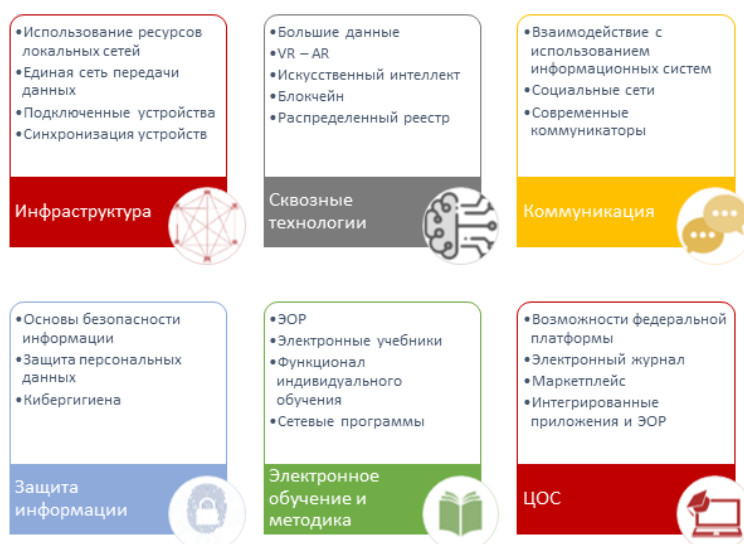 •Использование ресурсов
локальных сетей
•Единая сеть передачи
данных
•Подключенные устройства
•Синхронизация устройств
Инфраструктура
•Большие данные
•VR – AR
•Искусственный интеллект
•Блокчейн
•Распределенный реестр
Сквозные
технологии
•Взаимодействие с
использованием
информационных систем
•Социальные сети
•Современные
коммуникаторы
Коммуникация
•Основы безопасности
информации
•Защита персональных
данных
•Кибергигиена
Защита
информации
•ЭОР
•Электронные учебники
•Функционал
индивидуального
обучения
•Сетевые программы
Электронное
обучение и
методика
•Возможности федеральной
платформы
•Электронный журнал
•Маркетплейс
•Интегрированные
приложения и ЭОР
ЦОС